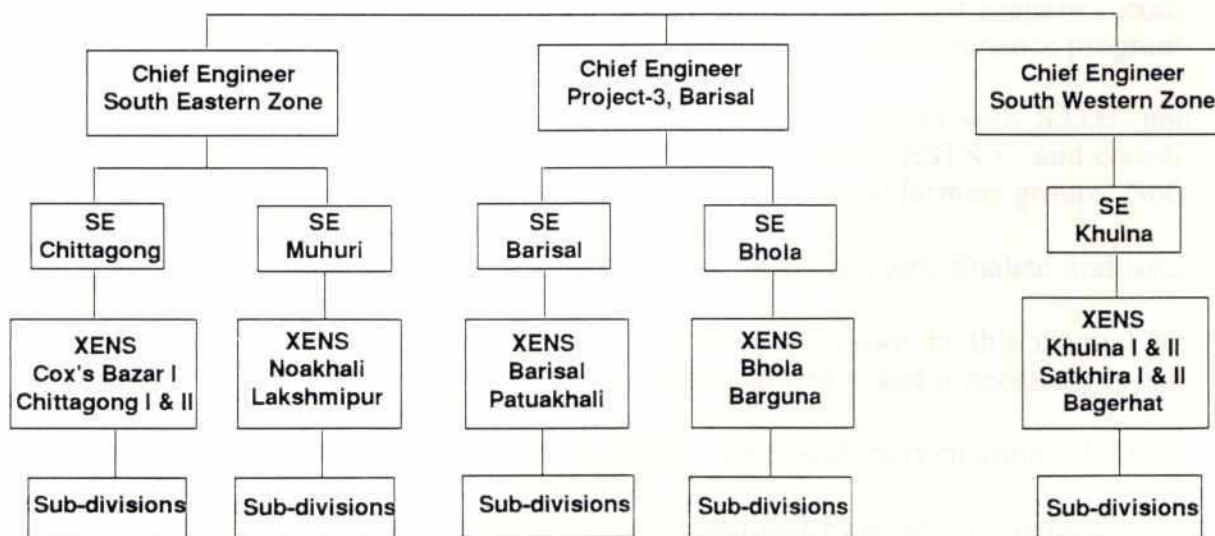 Chief Engineer
South Eastern Zone
Chief Engineer
Project-3, Barisal
Chief Engineer
South Western Zone
SE
Chittagong
SE
Muhuri
SE
Barisal
SE
Bhola
SE
Khulna
XENS
Cox's Bazar I
Chittagong I & II
XENS
Noakhali
Lakshmipur
XENS
Barisal
Patuakhali
XENS
Bhola
Barguna
XENS
Khulna I & II
Satkhira I & II
Bagerhat
Sub-divisions
Sub-divisions
Sub-divisions
Sub-divisions
Sub-divisions